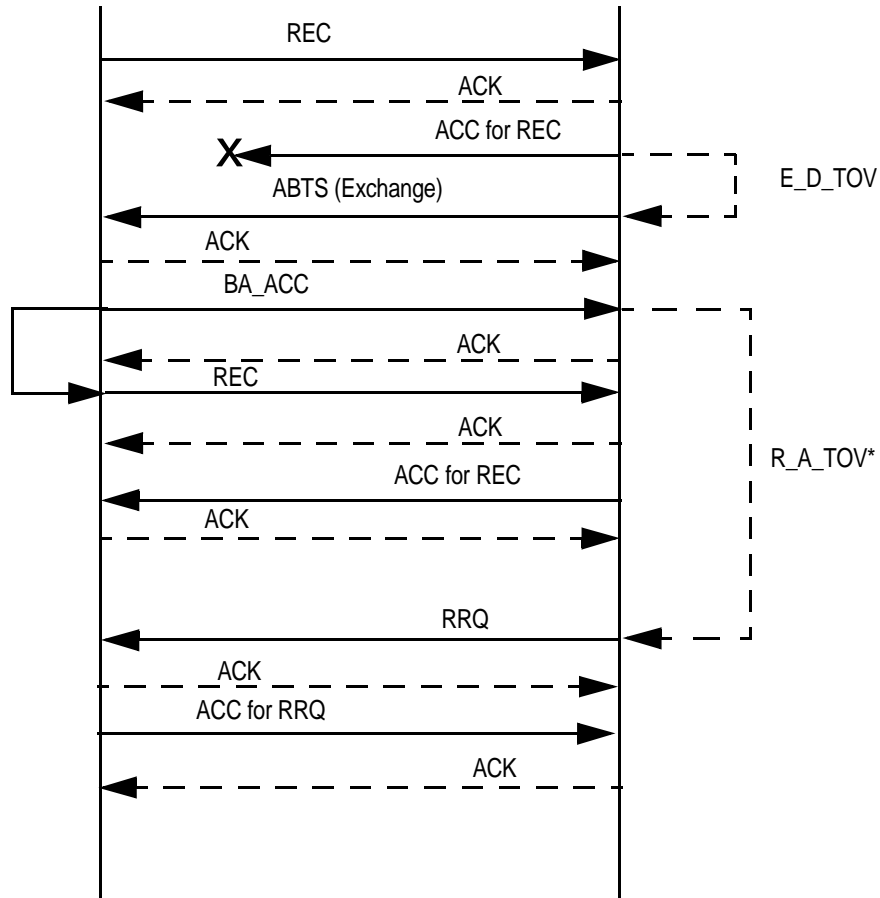 REC
ACK
ACC for REC
X
E_D_TOV
ABTS (Exchange)
ACK
BA_ACC
ACK
REC
ACK
R_A_TOV*
ACC for REC
ACK
RRQ
ACK
ACC for RRQ
ACK